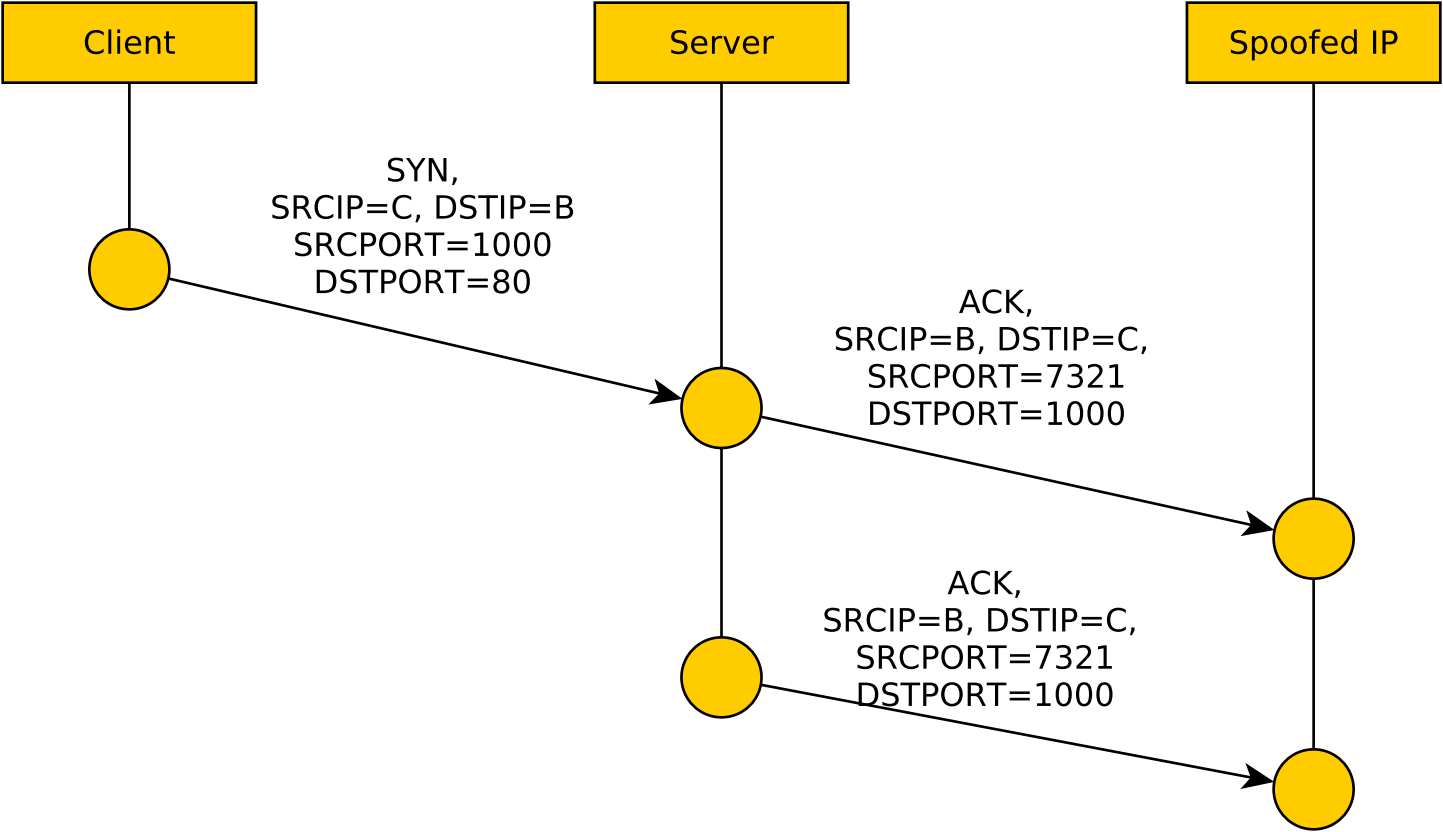 Client
Server
Spoofed IP
SYN,
SRCIP=C, DSTIP=B
SRCPORT=1000
DSTPORT=80
ACK,
SRCIP=B, DSTIP=C,
SRCPORT=7321
DSTPORT=1000
ACK,
SRCIP=B, DSTIP=C,
SRCPORT=7321
DSTPORT=1000